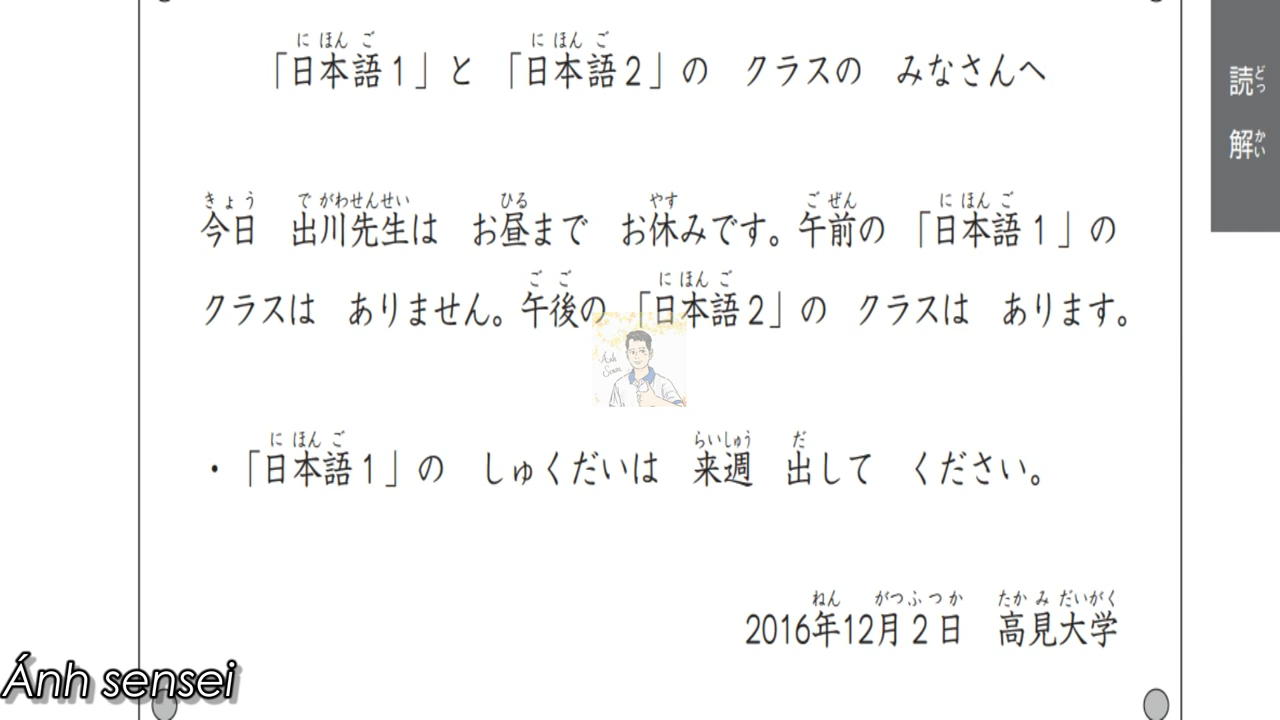 「日本語１」と 「日本語２」の クラスの みなさんへ
今日 出川先生は お昼まで お休みです。午前の 「日本語１」の
クラスは ありません。午後の 「日本語２」の クラスは あります。
・「日本語１」の しゅくだいは 来週 出して ください。
2016年12月２日 高見大学
読解
Ánh Sensei
Ánh sensei